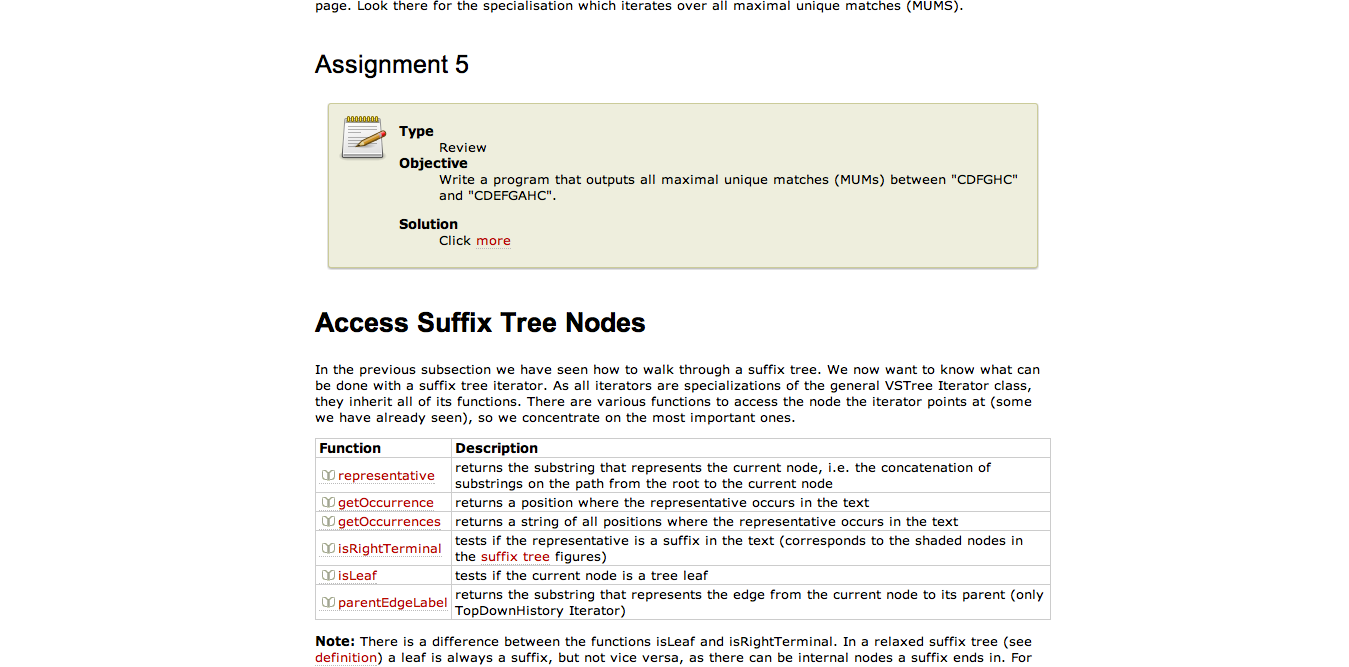 page. Look there for the specialisation which iterates over all maximal unique matches (MUMS).
Assignment 5
Type
Review
Objective
Write a program that outputs all maximal unique matches (MUMs) between "CDFGHC"
and "CDEFGAHC".
Solution
Click more
Access Suffix Tree Nodes
In the previous subsection we have seen how to walk through a suffix tree. We now want to know what can
be done with a suffix tree iterator. As all iterators are specializations of the general VSTree Iterator class,
they inherit all of its functions. There are various functions to access the node the iterator points at (some
we have already seen), so we concentrate on the most important ones.
Function Description
representative returns the substring that represents the current node, i.e. the concatenation of
substrings on the path from the root to the current node
getOccurrence returns a position where the representative occurs in the text
getOccurrences returns a string of all positions where the representative occurs in the text
isRightTerminal tests if the representative is a suffix in the text (corresponds to the shaded nodes in
the suffix tree figures)
isLeaf tests if the current node is a tree leaf
parentEdgeLabel returns the substring that represents the edge from the current node to its parent (only
TopDownHistory Iterator)
Note: There is a difference between the functions isLeaf and isRightTerminal. In a relaxed suffix tree (see
definition) a leaf is always a suffix, but not vice versa, as there can be internal nodes a suffix ends in. For